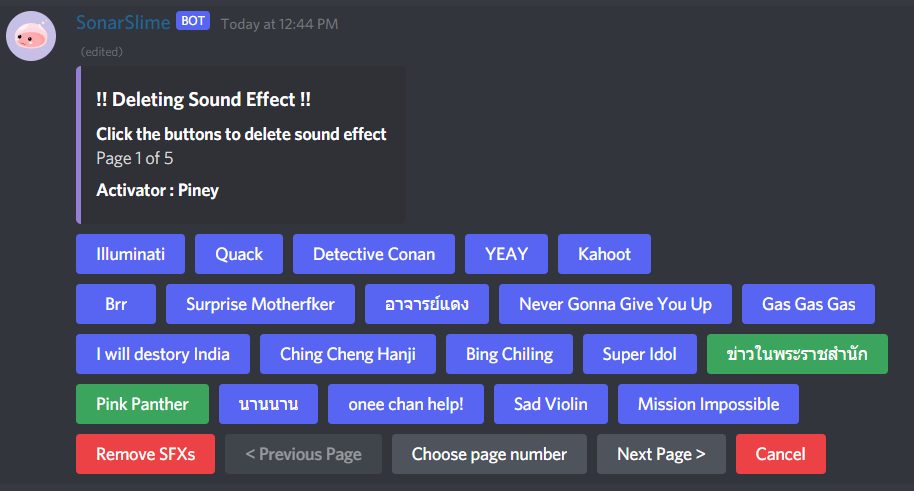 SonarSlime BOT Today at 12:44 PM
(edited)
!! Deleting Sound Effect !!
Click the buttons to delete sound effect
Page 1 of 5
Activator : Piney
Illuminati Quack Detective Conan YEAY Kahoot
Brr Surprise Motherfker อาจารย์แดง Never Gonna Give You Up Gas Gas Gas
I will destory India Ching Cheng Hanji Bing Chiling Super Idol ข่าวในพระราชสำนัก
Pink Panther นานนาน onee chan help! Sad Violin Mission Impossible
Remove SFXs < Previous Page Choose page number Next Page > Cancel